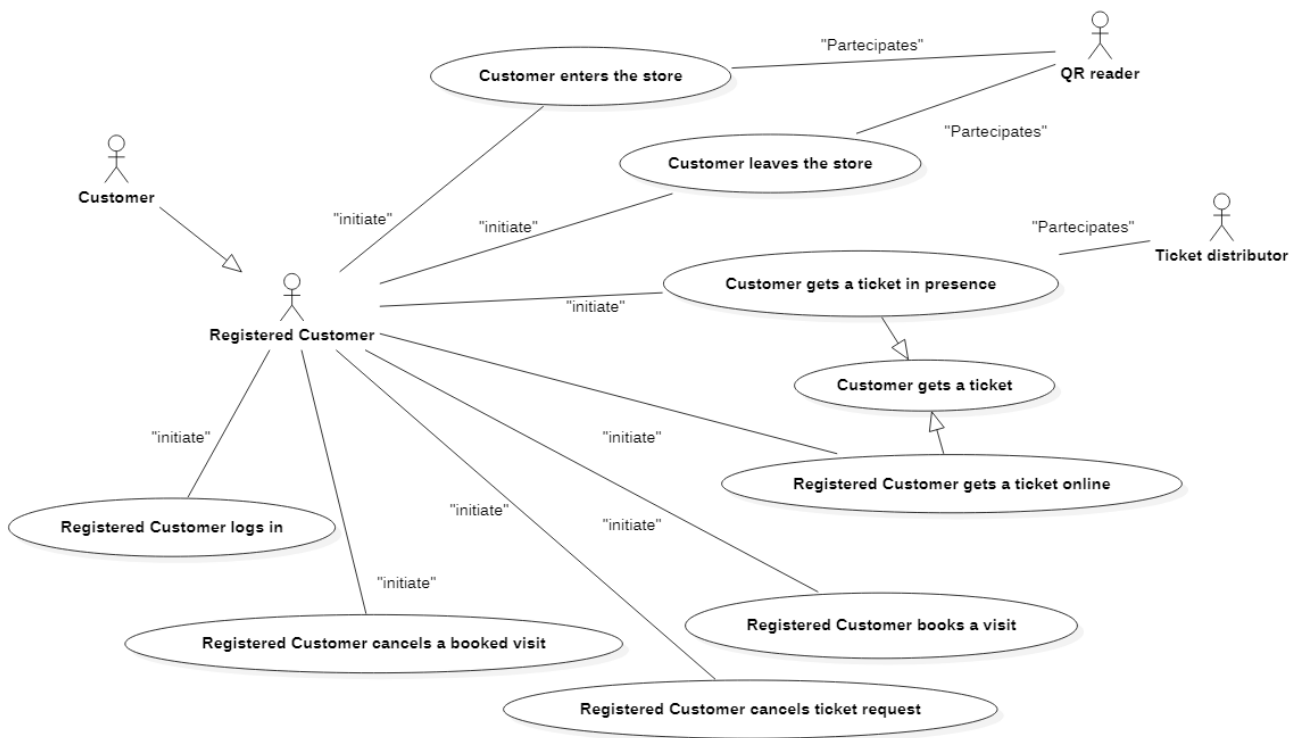 "Partecipates"
QR reader
Customer enters the store
"Partecipates"
Customer leaves the store
Customer
"initiate"
"initiate"
"Partecipates"
Ticket distributor
Customer gets a ticket in presence
"initiate"
Registered Customer
Customer gets a ticket
"initiate"
"initiate"
Registered Customer gets a ticket online
"initiate"
"initiate"
Registered Customer logs in
"initiate"
Registered Customer books a visit
Registered Customer cancels a booked visit
Registered Customer cancels ticket request